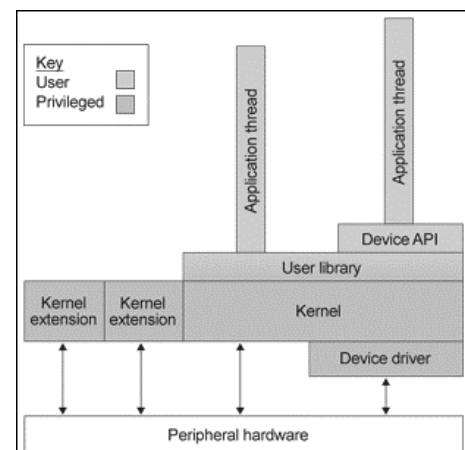 Key
User
Privileged
Application thread
Application thread
Device API
User library
Kernel
extension
Kernel
extension
Kernel
Device driver
Peripheral hardware